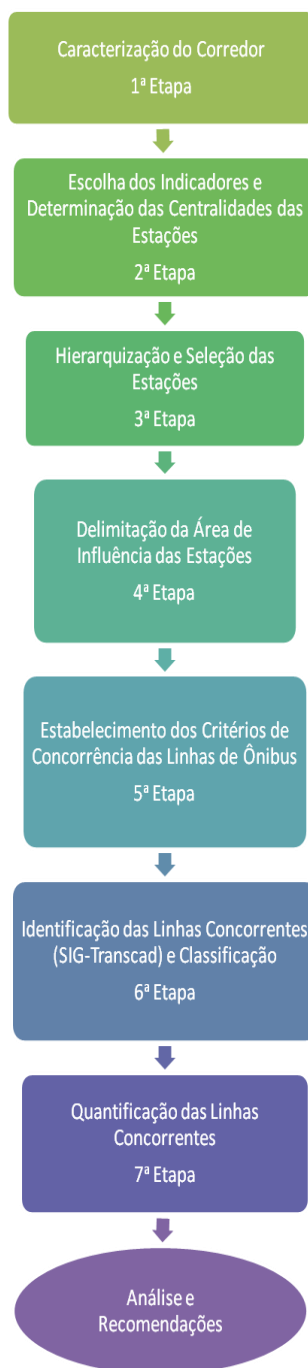 Caracterização do Corredor
1ª Etapa
Escolha dos Indicadores e
Determinação das Centralidades das
Estações
2ª Etapa
Hierarquização e Seleção das
Estações
3ª Etapa
Delimitação da Área de
Influência das Estações
4ª Etapa
Estabelecimento dos Critérios de
Concorrência das Linhas de Ônibus
5ª Etapa
Identificação das Linhas Concorrentes
(SIG-Transcad) e Classificação
6ª Etapa
Quantificação das Linhas
Concorrentes
7ª Etapa
Análise e
Recomendações